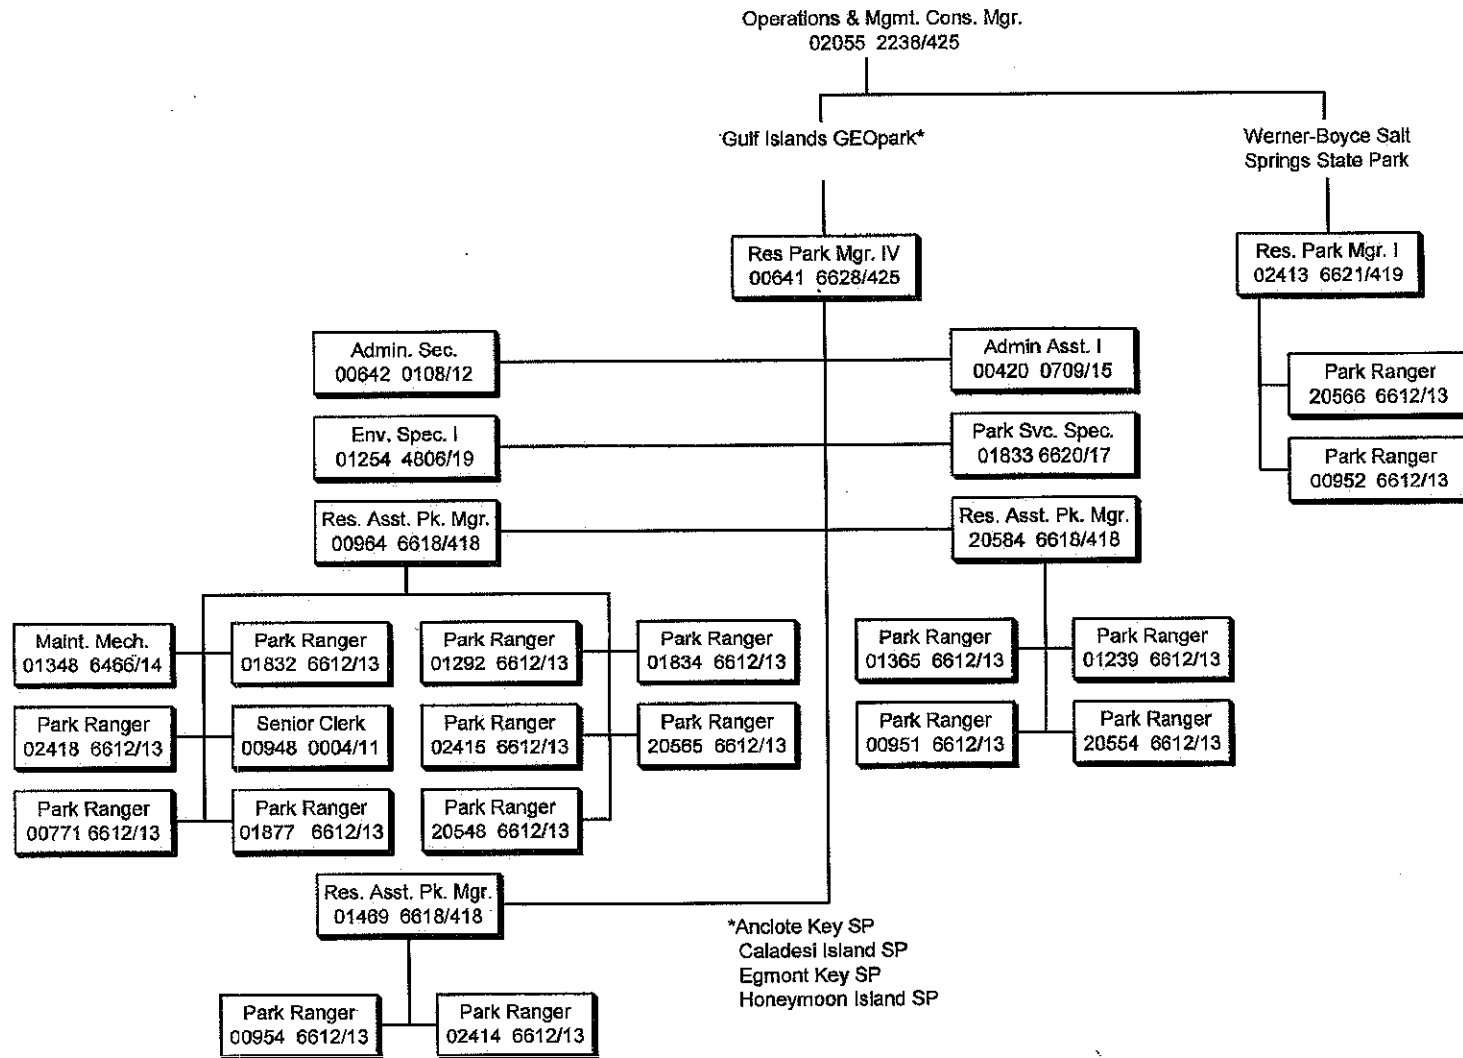 Operations & Mgmt. Cons. Mgr.
02055 2238/425
Gulf Islands GEOpark*
Werner-Boyce Salt
Springs State Park
Res Park Mgr. IV
00641 6628/425
Res. Park Mgr. I
02413 6621/419
Admin. Sec.
00642 0108/12
Admin Asst. I
00420 0709/15
Park Ranger
20566 6612/13
Env. Spec. I
01254 4806/19
Park Svc. Spec.
01833 6620/17
Park Ranger
00952 6612/13
Res. Asst. Pk. Mgr.
00964 6618/418
Res. Asst. Pk. Mgr.
20584 6618/418
Maint. Mech.
01348 6466/14
Park Ranger
01832 6612/13
Park Ranger
01292 6612/13
Park Ranger
01834 6612/13
Park Ranger
01365 6612/13
Park Ranger
01239 6612/13
Park Ranger
02418 6612/13
Senior Clerk
00948 0004/11
Park Ranger
02415 6612/13
Park Ranger
20565 6612/13
Park Ranger
00951 6612/13
Park Ranger
20554 6612/13
Park Ranger
00771 6612/13
Park Ranger
01877 6612/13
Park Ranger
20548 6612/13
Res. Asst. Pk. Mgr.
01469 6618/418
*Anclote Key SP
Caladesi Island SP
Egmont Key SP
Honeymoon Island SP
Park Ranger
00954 6612/13
Park Ranger
02414 6612/13